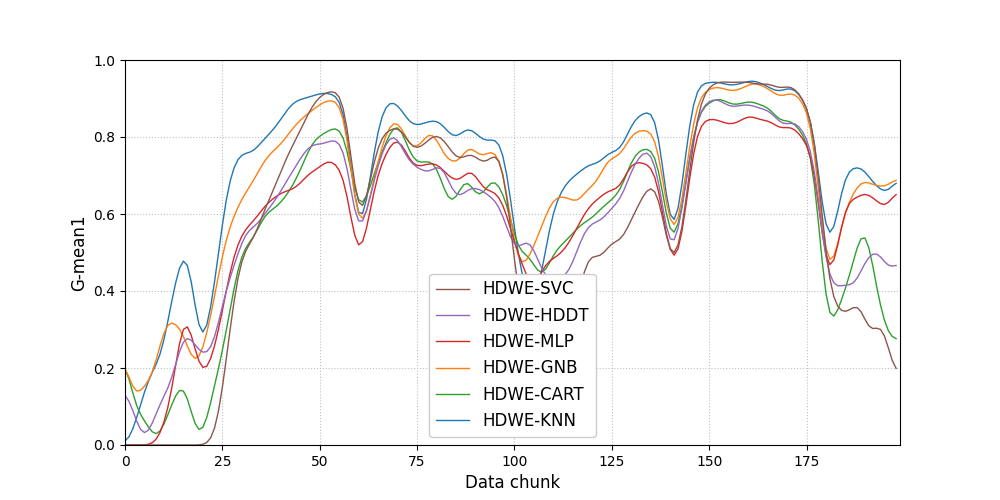 G-mean1
1.0
0.8
0.6
0.4
0.2
0.0
HDWE-SVC
HDWE-HDDT
HDWE-MLP
HDWE-GNB
HDWE-CART
HDWE-KNN
0 25 50 75 100 125 150 175
Data chunk